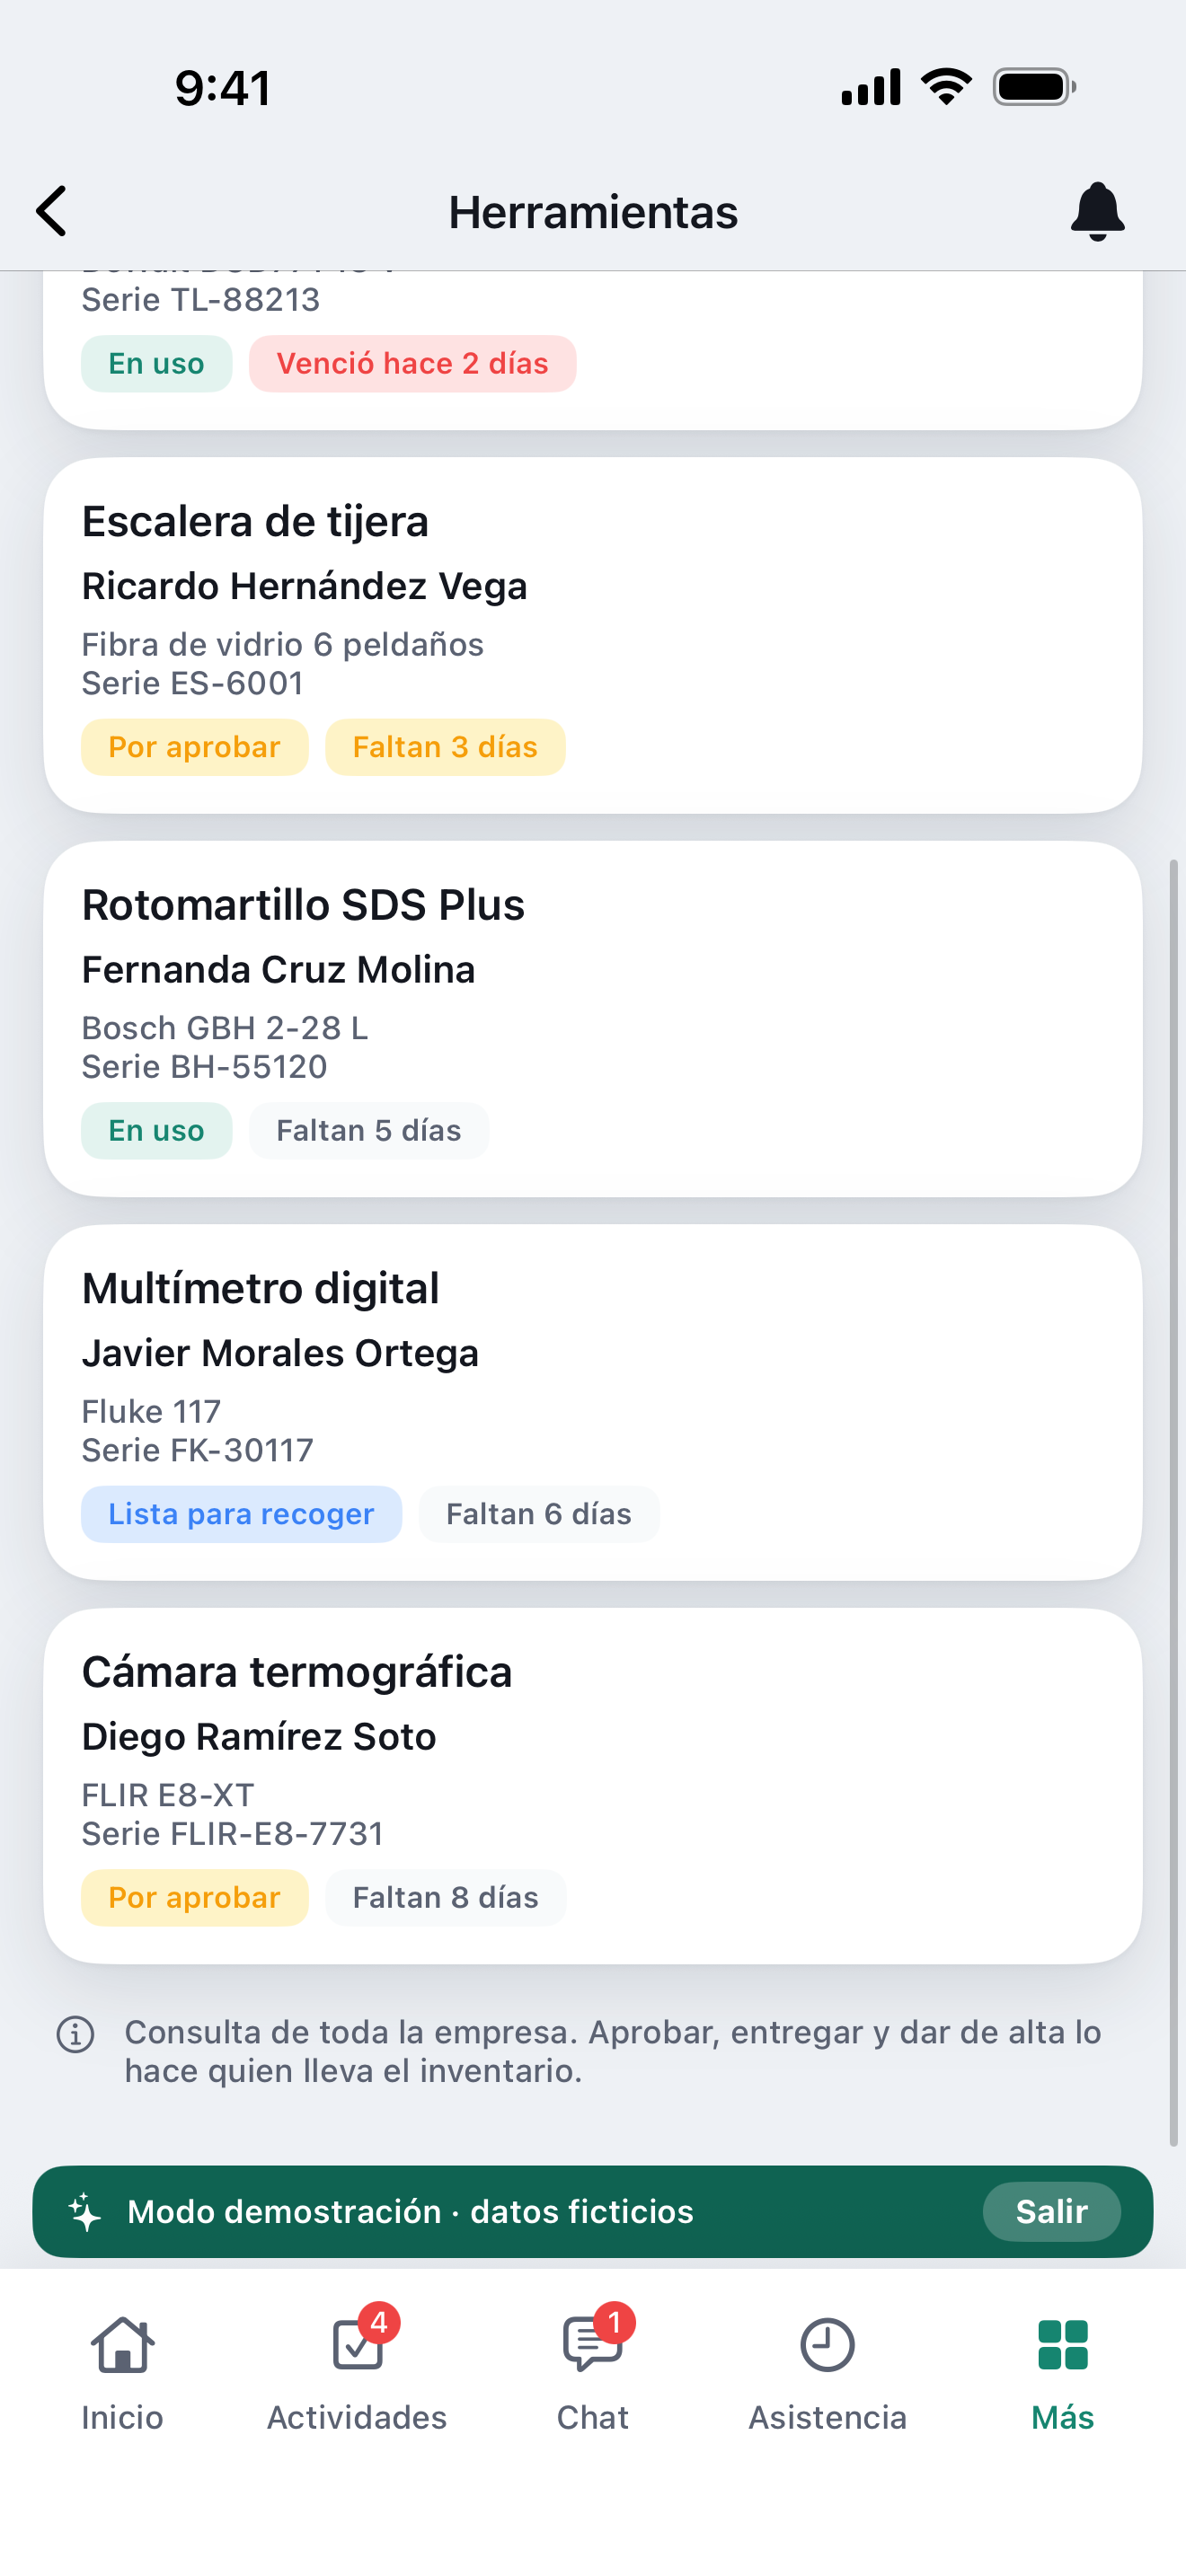 9:41
Herramientas
Serie TL-88213
En uso
Venció hace 2 días
Escalera de tijera
Ricardo Hernández Vega
Fibra de vidrio 6 peldaños
Serie ES-6001
Por aprobar
Faltan 3 días
Rotomartillo SDS Plus
Fernanda Cruz Molina
Bosch GBH 2-28 L
Serie BH-55120
En uso
Faltan 5 días
Multímetro digital
Javier Morales Ortega
Fluke 117
Serie FK-30117
Lista para recoger
Faltan 6 días
Cámara termográfica
Diego Ramírez Soto
FLIR E8-XT
Serie FLIR-E8-7731
Por aprobar
Faltan 8 días
Consulta de toda la empresa. Aprobar, entregar y dar de alta lo
hace quien lleva el inventario.
Modo demostración · datos ficticios
Salir
4
1
Inicio
Actividades
Chat
Asistencia
Más